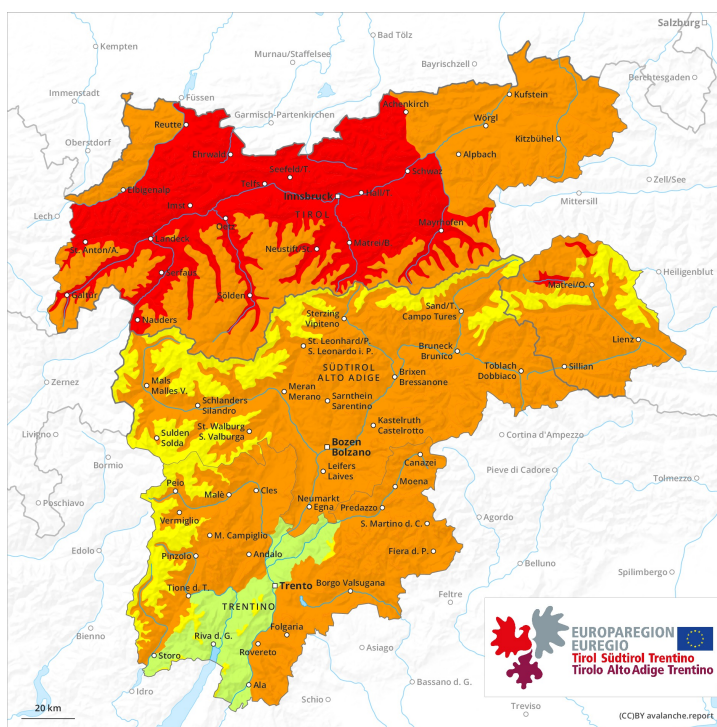 Salzburg
Bad Tölz
Kempten
Murnau/Staffelsee
Bayrischzell
Berchtesgaden
Immenstadt
Füssen
Kufstein
Achenkirch
Garmisch-Partenkirchen
Reutte
Wörgl
Oberstdorf
Ehrwald
Kitzbühel
Alpbach
Seefeld/T.
Schwaz
Zell/See
Telfs
Elbigenalp
Innsbruck
Hall/T.
Mittersill
Imst
TIROL
Lech
Oetz
Mayrhofen
Landeck
St. Anton/A.
Neustift/St.
Matrei/B.
Serfaus
Heiligenblut
Galtür
Sölden
Matrei/O.
Nauders
Sterzing
Vipiteno
Sand/T.
Campo Tures
Lienz
St. Leonhard/P.
S. Leonardo i. P.
Bruneck
Brunico
SÜDTIROL
ALTO ADIGE
Toblach
Dobbiaco
Sillian
Zernez
Mals
Malles V.
Meran
Merano
Brixen
Bressanone
Schlanders
Silandro
Sarnthein
Sarentino
Kastelruth
Castelrotto
St. Walburg
S. Valburga
Livigno
Sulden
Solda
Bozen
Bolzano
Cortina d'Ampezzo
Bormio
Leifers
Laives
Canazei
Pieve di Cadore
Tolmezzo
Peio
Malè
Cles
Neumarkt
Egna
Moena
Poschiavo
Vermiglio
Predazzo
Agordo
S. Martino d. C.
M. Campiglio
Edolo
Pinzolo
Andalo
Fiera d. P.
Belluno
Tione d. T.
Trento
Borgo Valsugana
Spilimbergo
Feltre
TRENTINO
Bienno
Folgaria
Riva d. G.
Rovereto
Asiago
Storo
Idro
Ala
Schio
Bassano d. G.
Treviso
EUROPAREGION
EUREGIO
Tirol Südtirol Trentino
Tirolo Alto Adige Trentino
20 km
(CC)BY avalanche.report